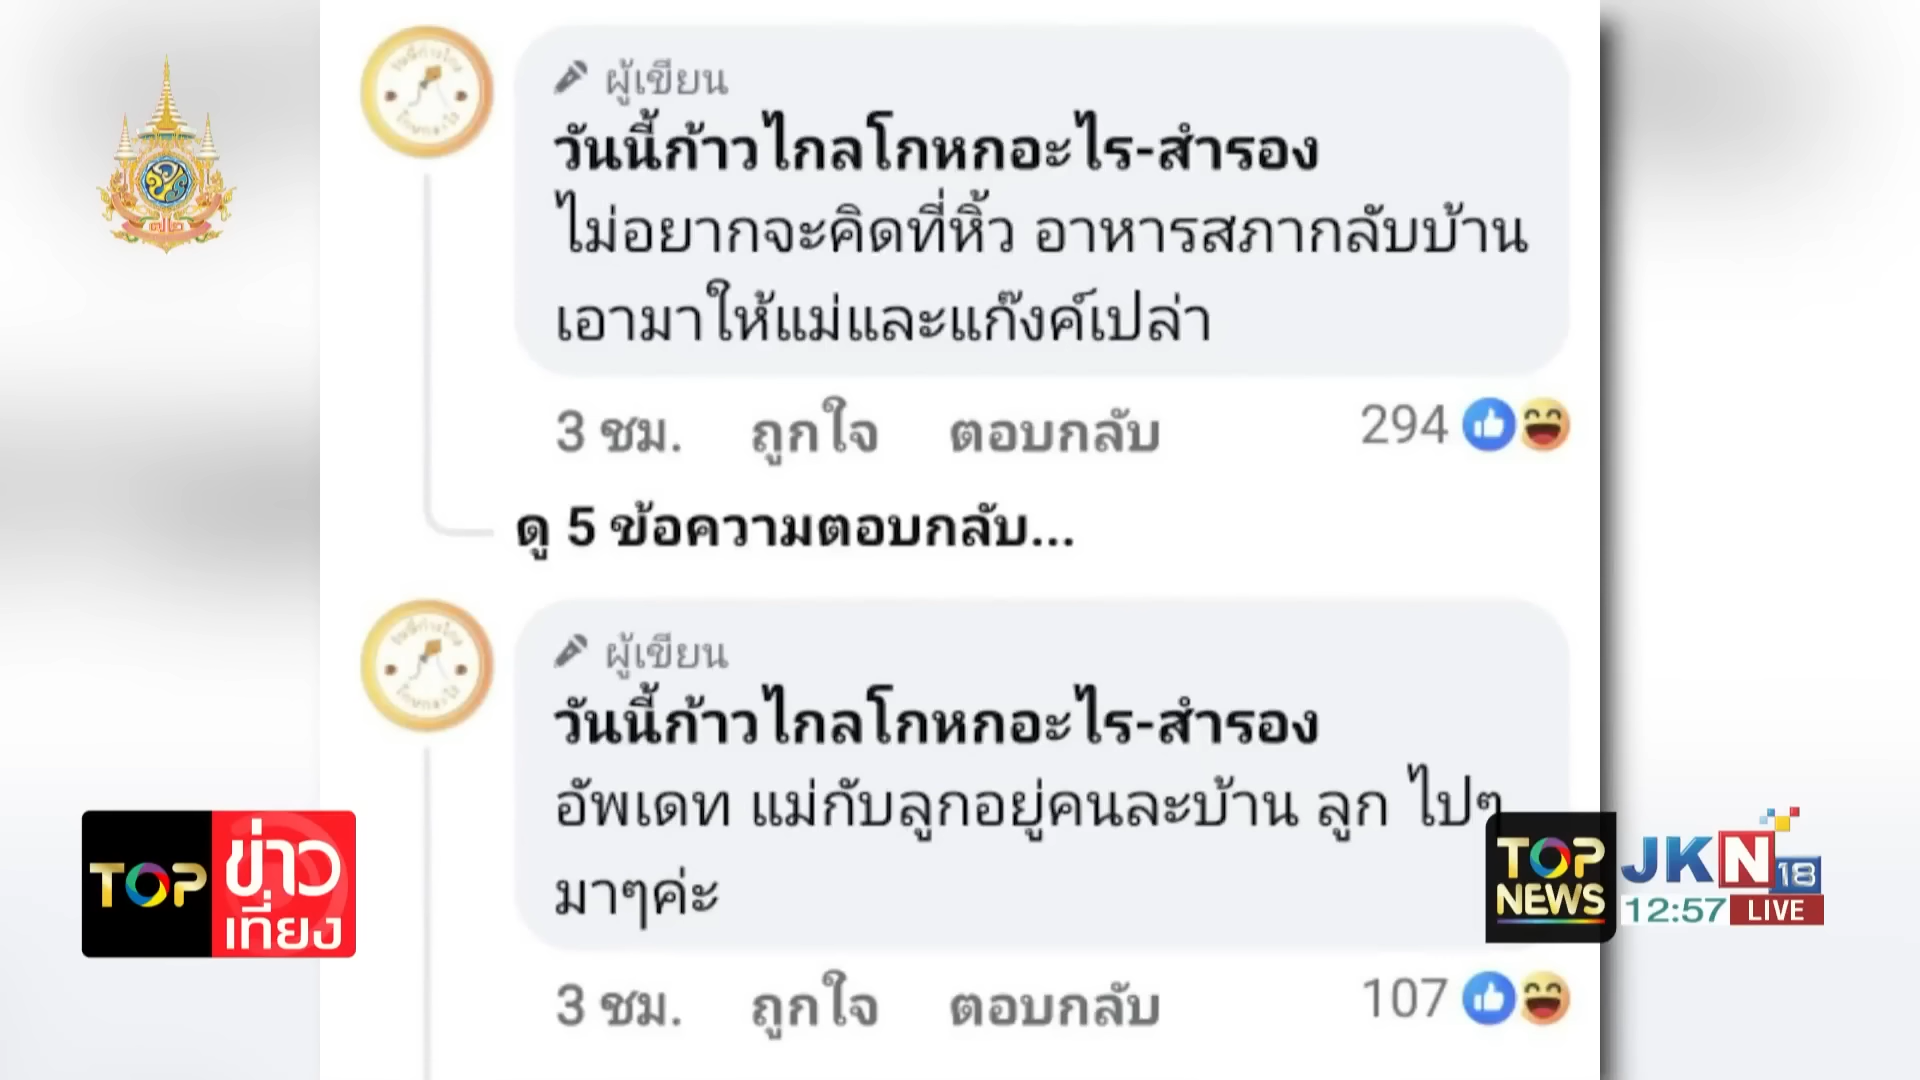 ผู้เขียน
วันนี้ก้าวไกลโกหกอะไร-สำรอง
ไม่อยากจะคิดที่หิ้ว อาหารสภากลับบ้าน
เอามาให้แม่และแก๊งค์เปล่า
3 ชม. ถูกใจ ตอบกลับ 294
ดู 5 ข้อความตอบกลับ...
ผู้เขียน
วันนี้ก้าวไกลโกหกอะไร-สำรอง
อัพเดท แม่กับลูกอยู่คนละบ้าน ลูก ไปๆ
มาๆค่ะ
3 ชม. ถูกใจ ตอบกลับ 107
TOP ข่าว
เที่ยง
TOP
NEWS
JKN 18
12:57 LIVE
๗๒